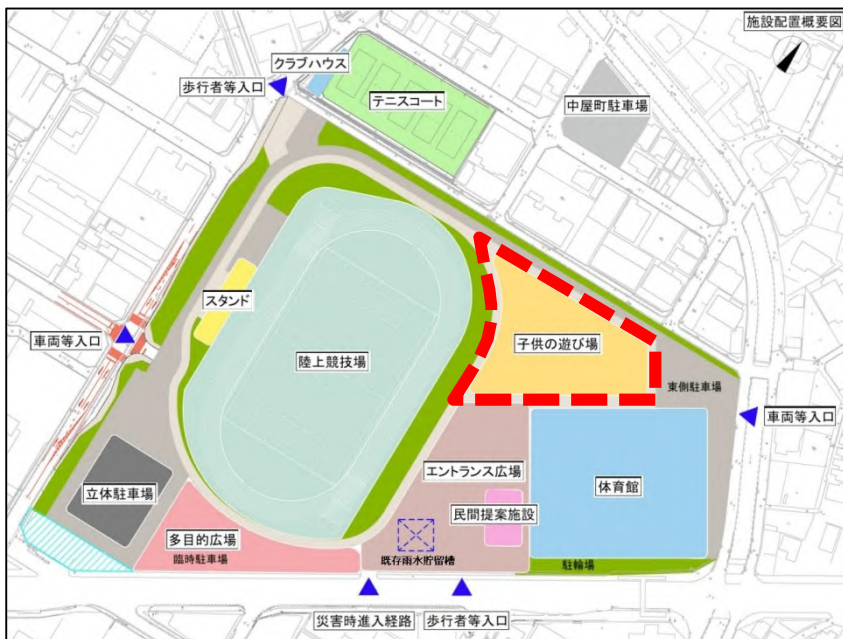 施設配置概要図
クラブハウス
歩行者等入口
テニスコート
中屋町駐車場
スタンド
車両等入口
陸上競技場
子供の遊び場
東側駐車場
車両等入口
エントランス広場
体育館
立体駐車場
民間提案施設
多目的広場
臨時駐車場
既存雨水貯留槽
駐輪場
災害時進入経路
歩行者等入口